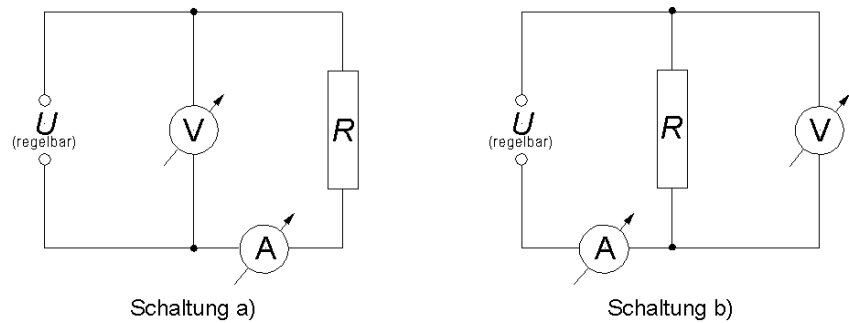 U
(regelbar)
V
R
A
Schaltung a)
U
(regelbar)
R
V
A
Schaltung b)